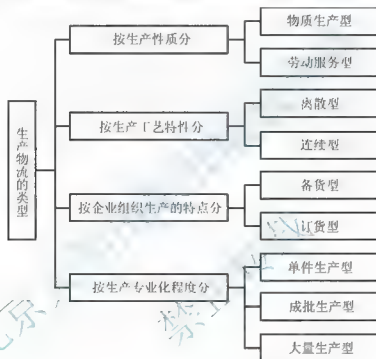 生产物流的类型
按生产性质分
物质生产型
劳动服务型
按生产工艺特性分
离散型
连续型
按企业组织生产的特点分
备货型
订货型
按生产专业化程度分
单件生产型
成批生产型
大量生产型